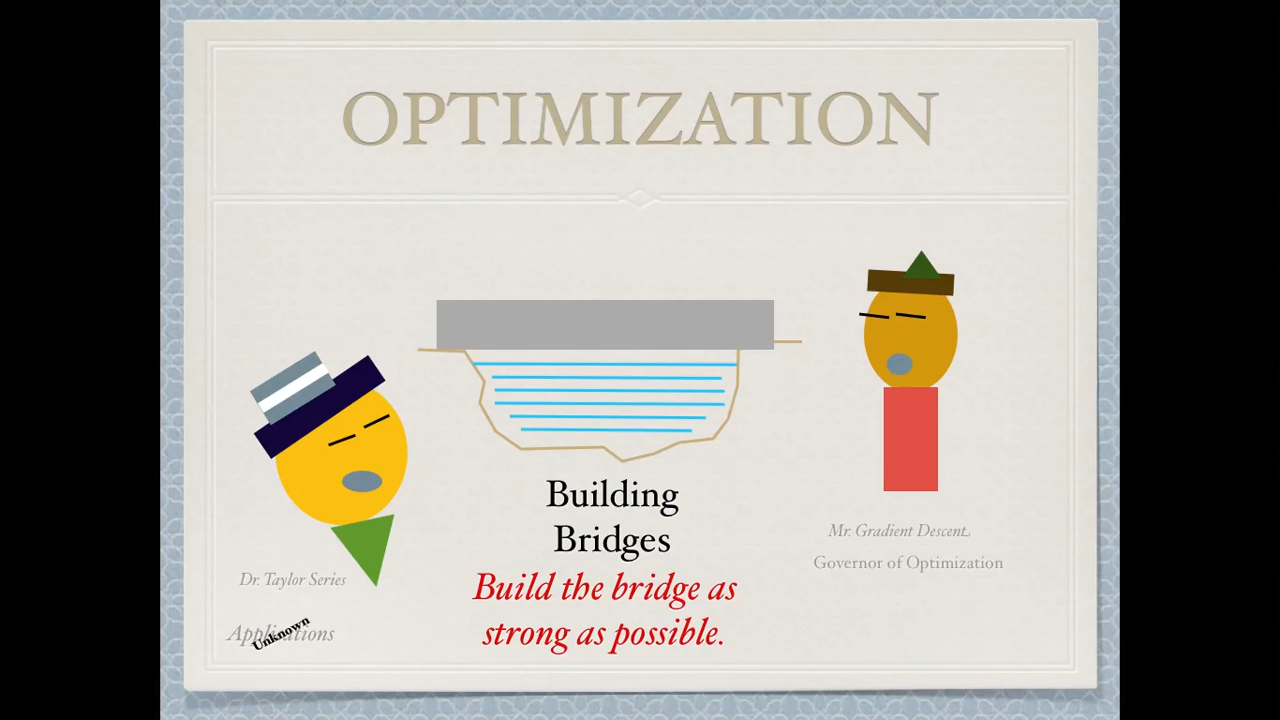 OPTIMIZATION
Building
Bridges
Build the bridge as
strong as possible.
Mr. Gradient Descent
Governor of Optimization
Dr. Taylor Series
Applications
Unknown